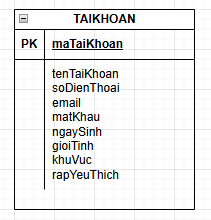 TAIKHOAN
PK maTaiKhoan
tenTaiKhoan
soDienThoai
email
matKhau
ngaySinh
gioiTinh
khuVuc
rapYeuThich